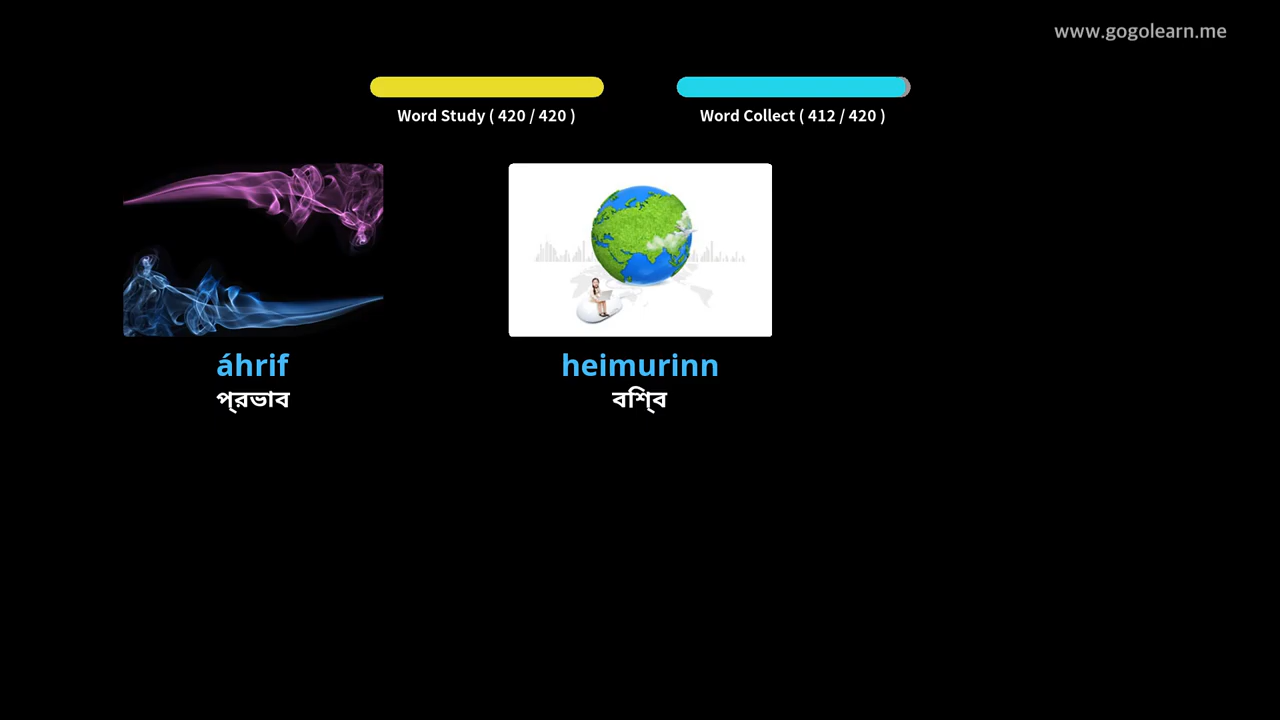 www.gogolearn.me
Word Study ( 420 / 420 )
Word Collect ( 412 / 420 )
áhrif
heimurinn
প্রভাব
বিশ্ব